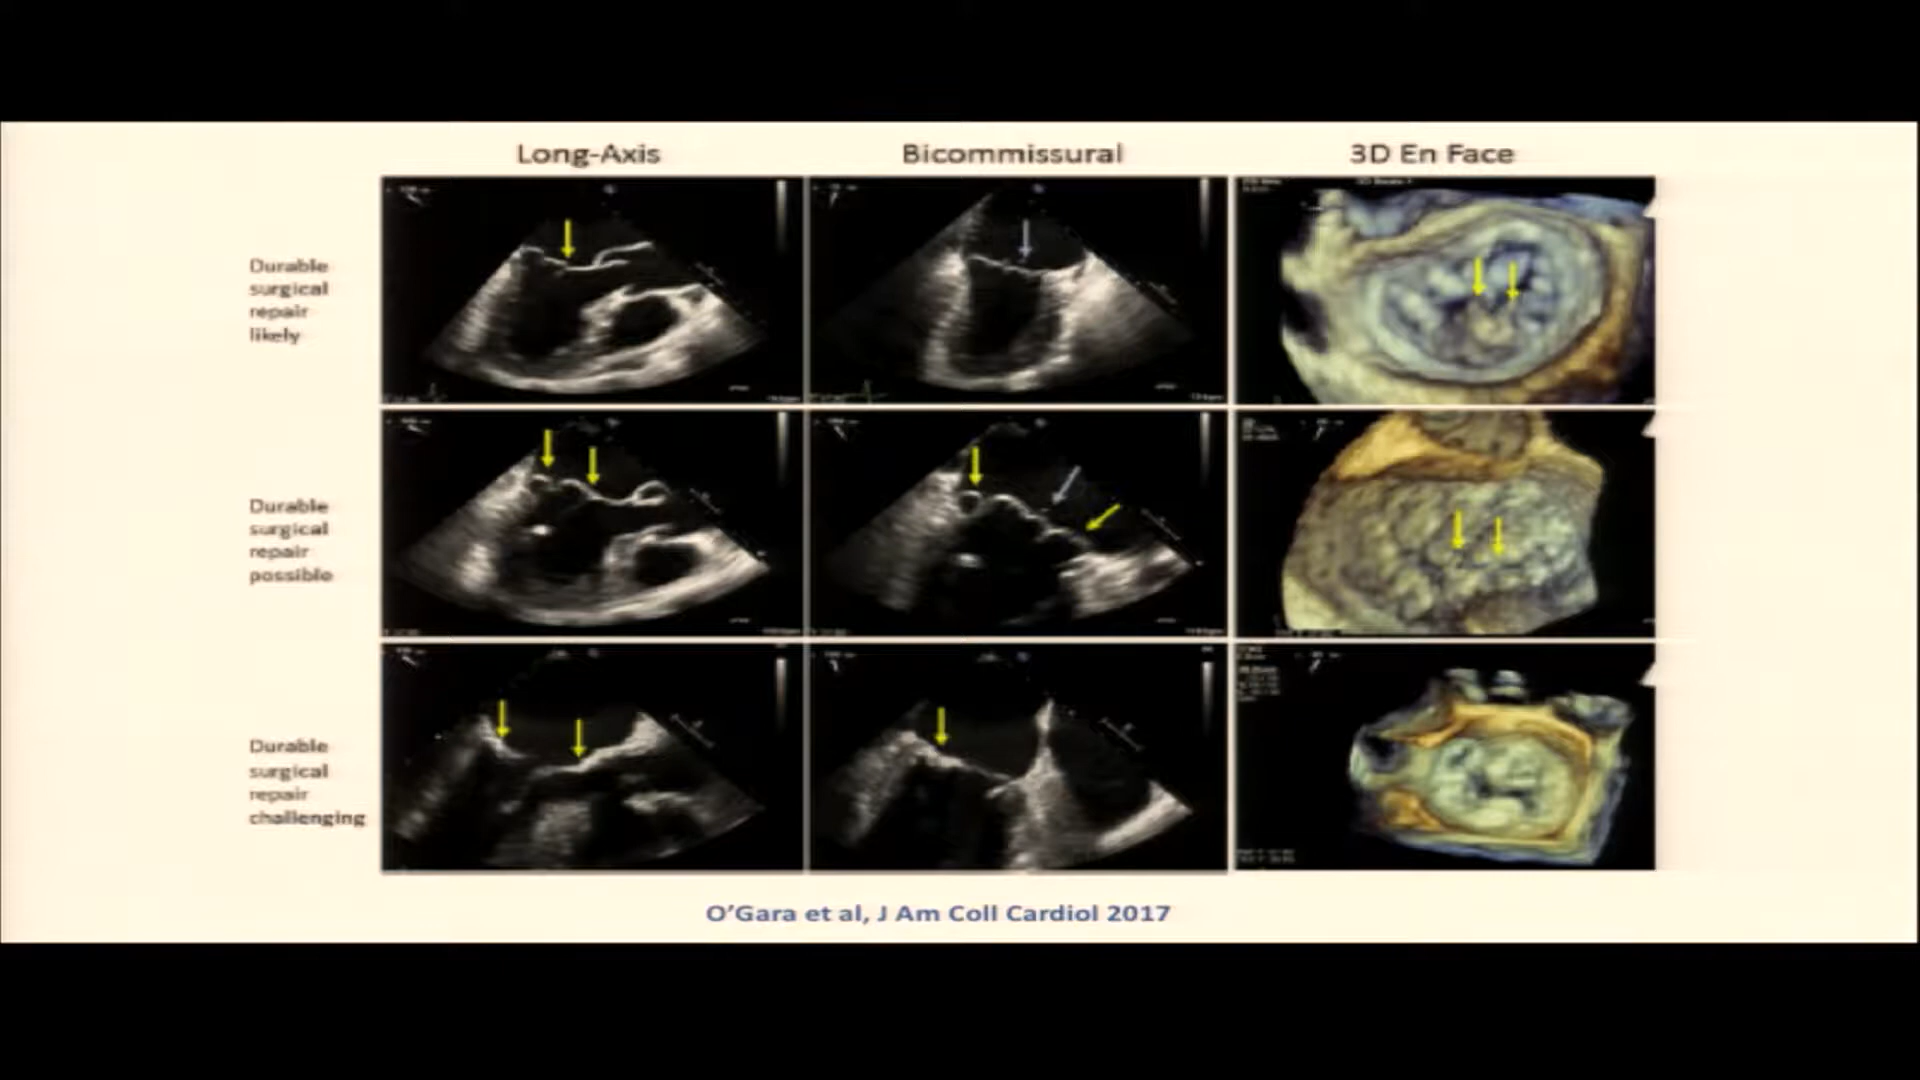 Long-Axis
Bicommissural
3D En Face
Durable
surgical
repair
likely
Durable
surgical
repair
possible
Durable
surgical
repair
challenging
O'Gara et al, J Am Coll Cardiol 2017